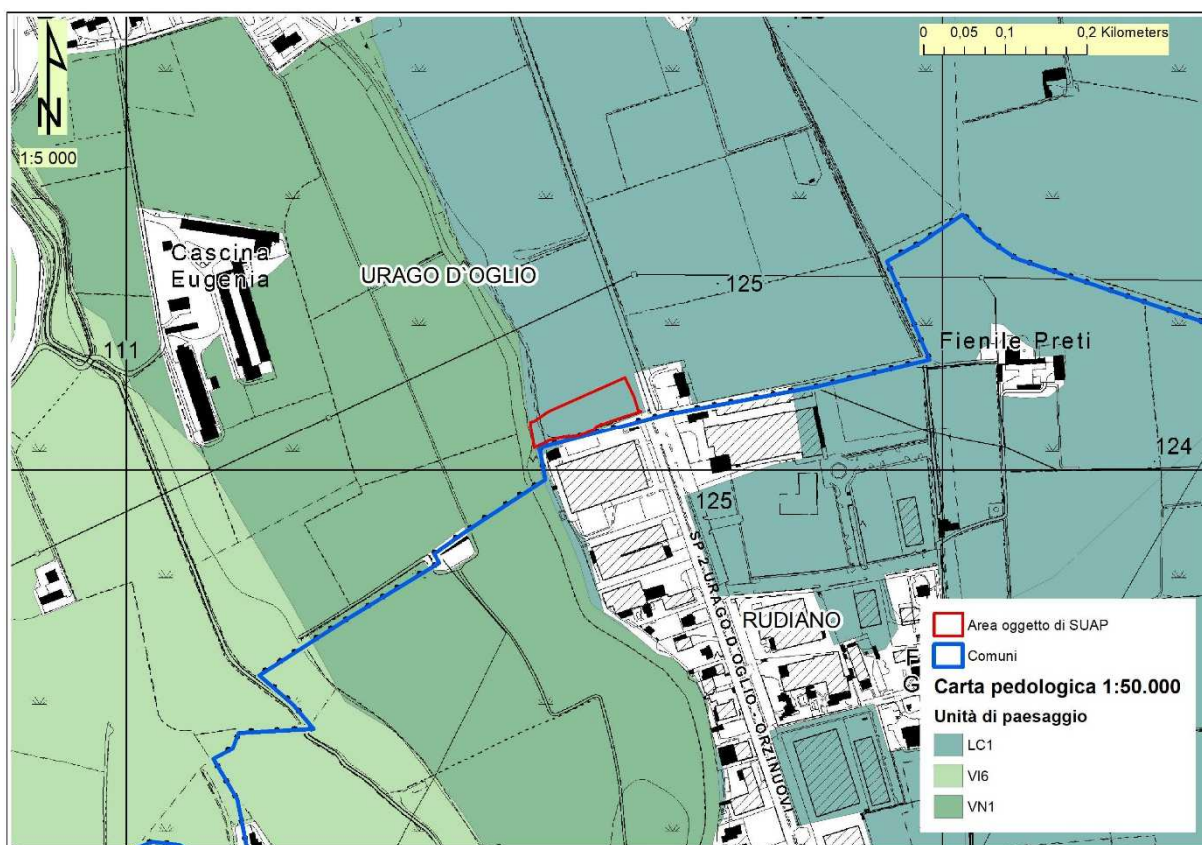 0 0,05 0,1 0,2 Kilometers
N
1:5 000
Cascina
Eugenia
URAGO D`OGLIO
125
Fienile Preti
111
124
125
SP 2 URAGO D'OGLIO - ORZINUOVI
RUDIANO
Area oggetto di SUAP
Comuni
Carta pedologica 1:50.000
Unità di paesaggio
LC1
VI6
VN1